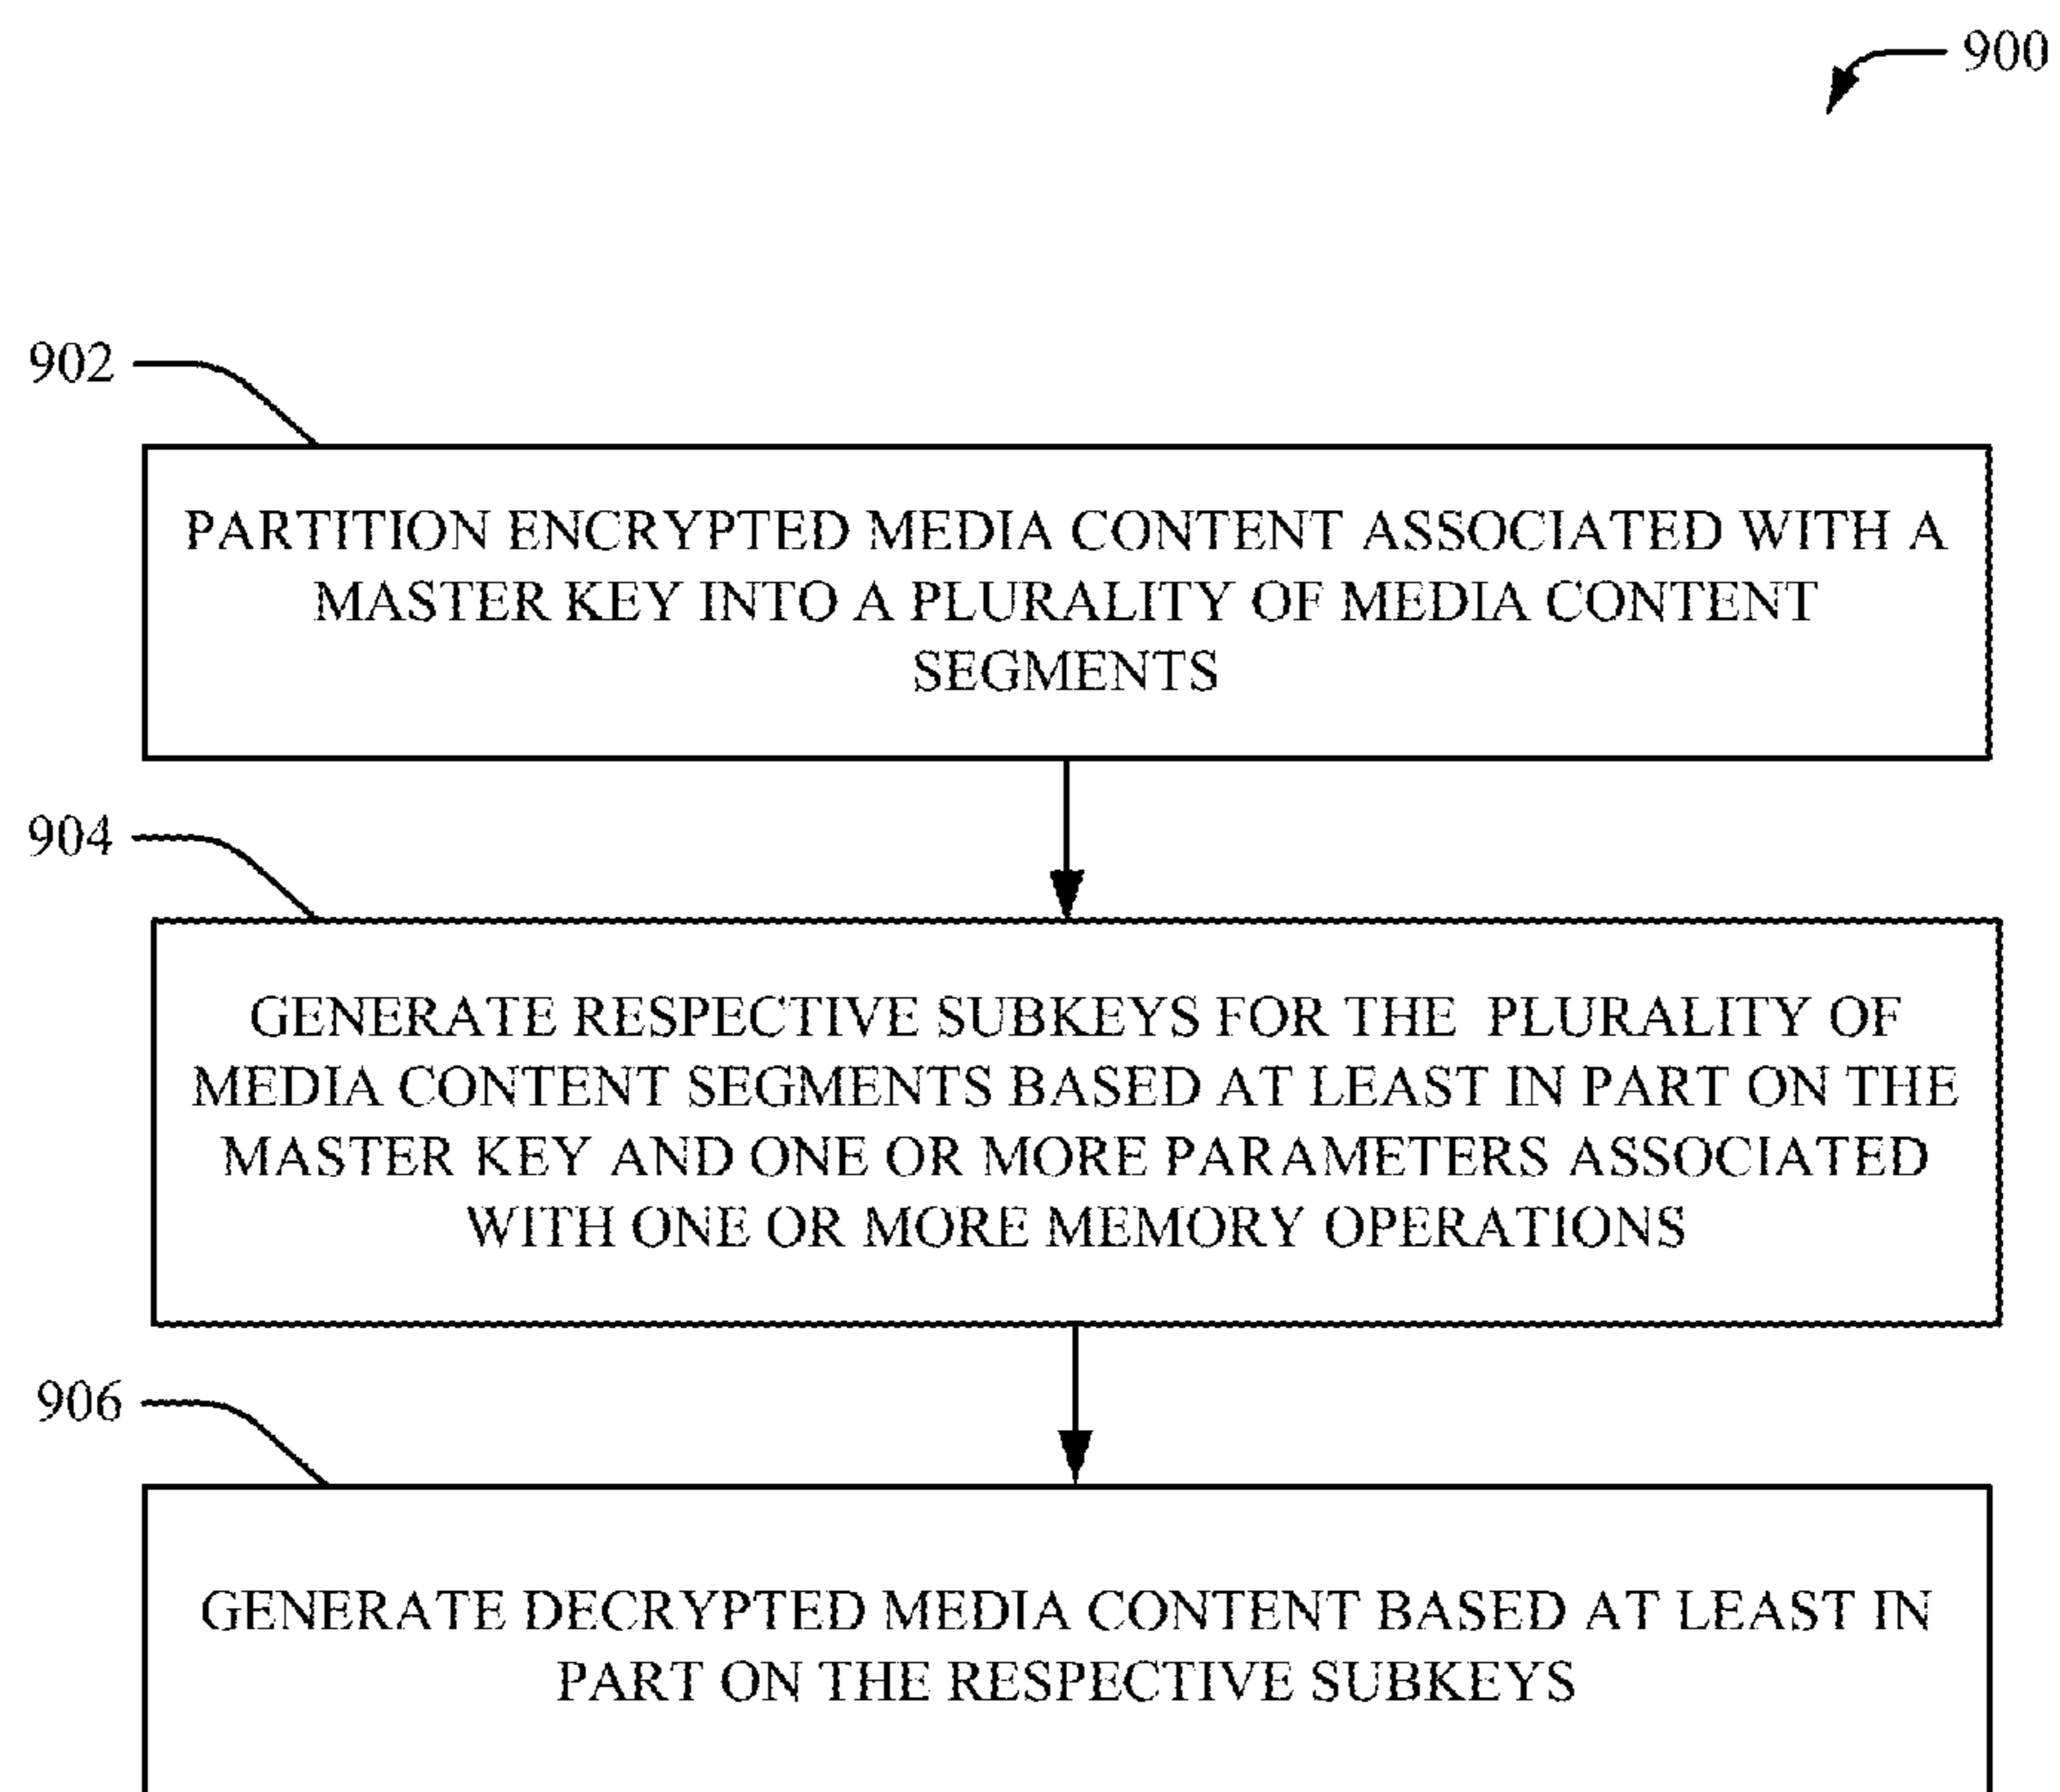 900
902
PARTITION ENCRYPTED MEDIA CONTENT ASSOCIATED WITH A
MASTER KEY INTO A PLURALITY OF MEDIA CONTENT
SEGMENTS
904
GENERATE RESPECTIVE SUBKEYS FOR THE PLURALITY OF
MEDIA CONTENT SEGMENTS BASED AT LEAST IN PART ON THE
MASTER KEY AND ONE OR MORE PARAMETERS ASSOCIATED
WITH ONE OR MORE MEMORY OPERATIONS
906
GENERATE DECRYPTED MEDIA CONTENT BASED AT LEAST IN
PART ON THE RESPECTIVE SUBKEYS